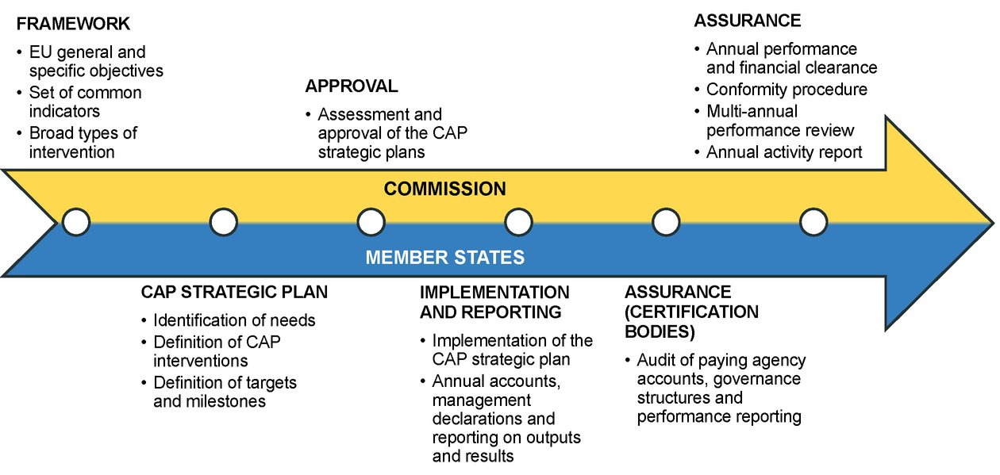 FRAMEWORK
• EU general and
specific objectives
• Set of common
indicators
• Broad types of
intervention
APPROVAL
• Assessment and
approval of the CAP
strategic plans
ASSURANCE
• Annual performance
and financial clearance
• Conformity procedure
• Multi-annual
performance review
• Annual activity report
COMMISSION
MEMBER STATES
CAP STRATEGIC PLAN
• Identification of needs
• Definition of CAP
interventions
• Definition of targets
and milestones
IMPLEMENTATION
AND REPORTING
• Implementation of the
CAP strategic plan
• Annual accounts,
management
declarations and
reporting on outputs
and results
ASSURANCE
(CERTIFICATION
BODIES)
• Audit of paying agency
accounts, governance
structures and
performance reporting